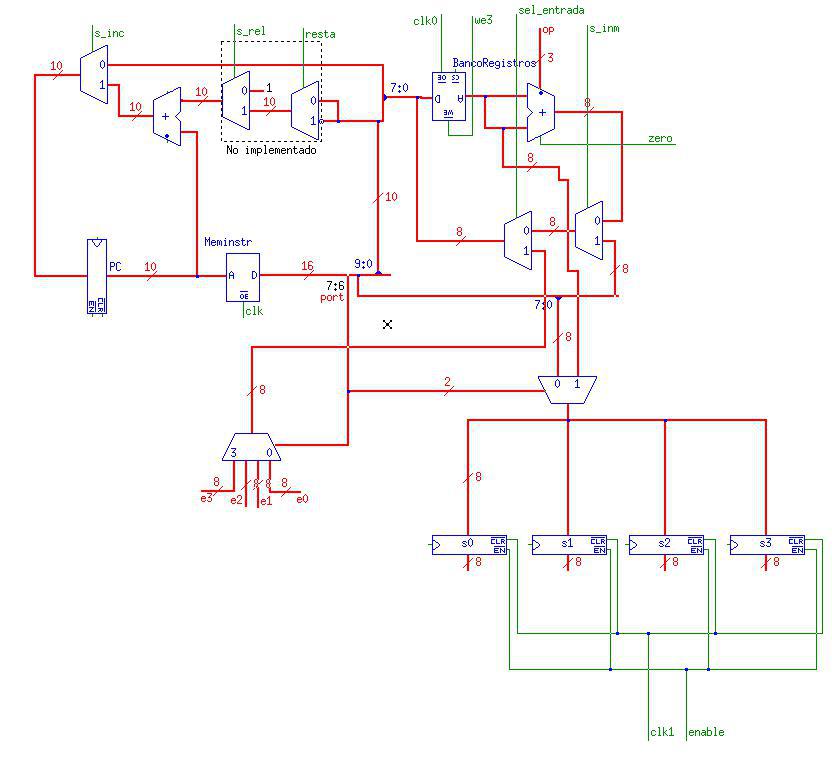 sel_entrada
clk0
we3
s_inc
s_rel
resta
op
s_inm
BancoRegistros
3
10
0
1
10
10
0
1
1
10
0
1
7:0
D
OE
CS
A
WE
+
+
8
zero
No implementado
8
10
8
8
0
1
0
1
8
Meminstr
PC
10
EN
CLR
A
D
OE
16
9:0
7:6
port
clk
7:0
8
8
2
0
1
3
0
8
8
8
8
e3
e2
e1
e0
8
s0
CLR
EN
s1
CLR
EN
s2
CLR
EN
s3
CLR
EN
8
8
8
8
clk1
enable